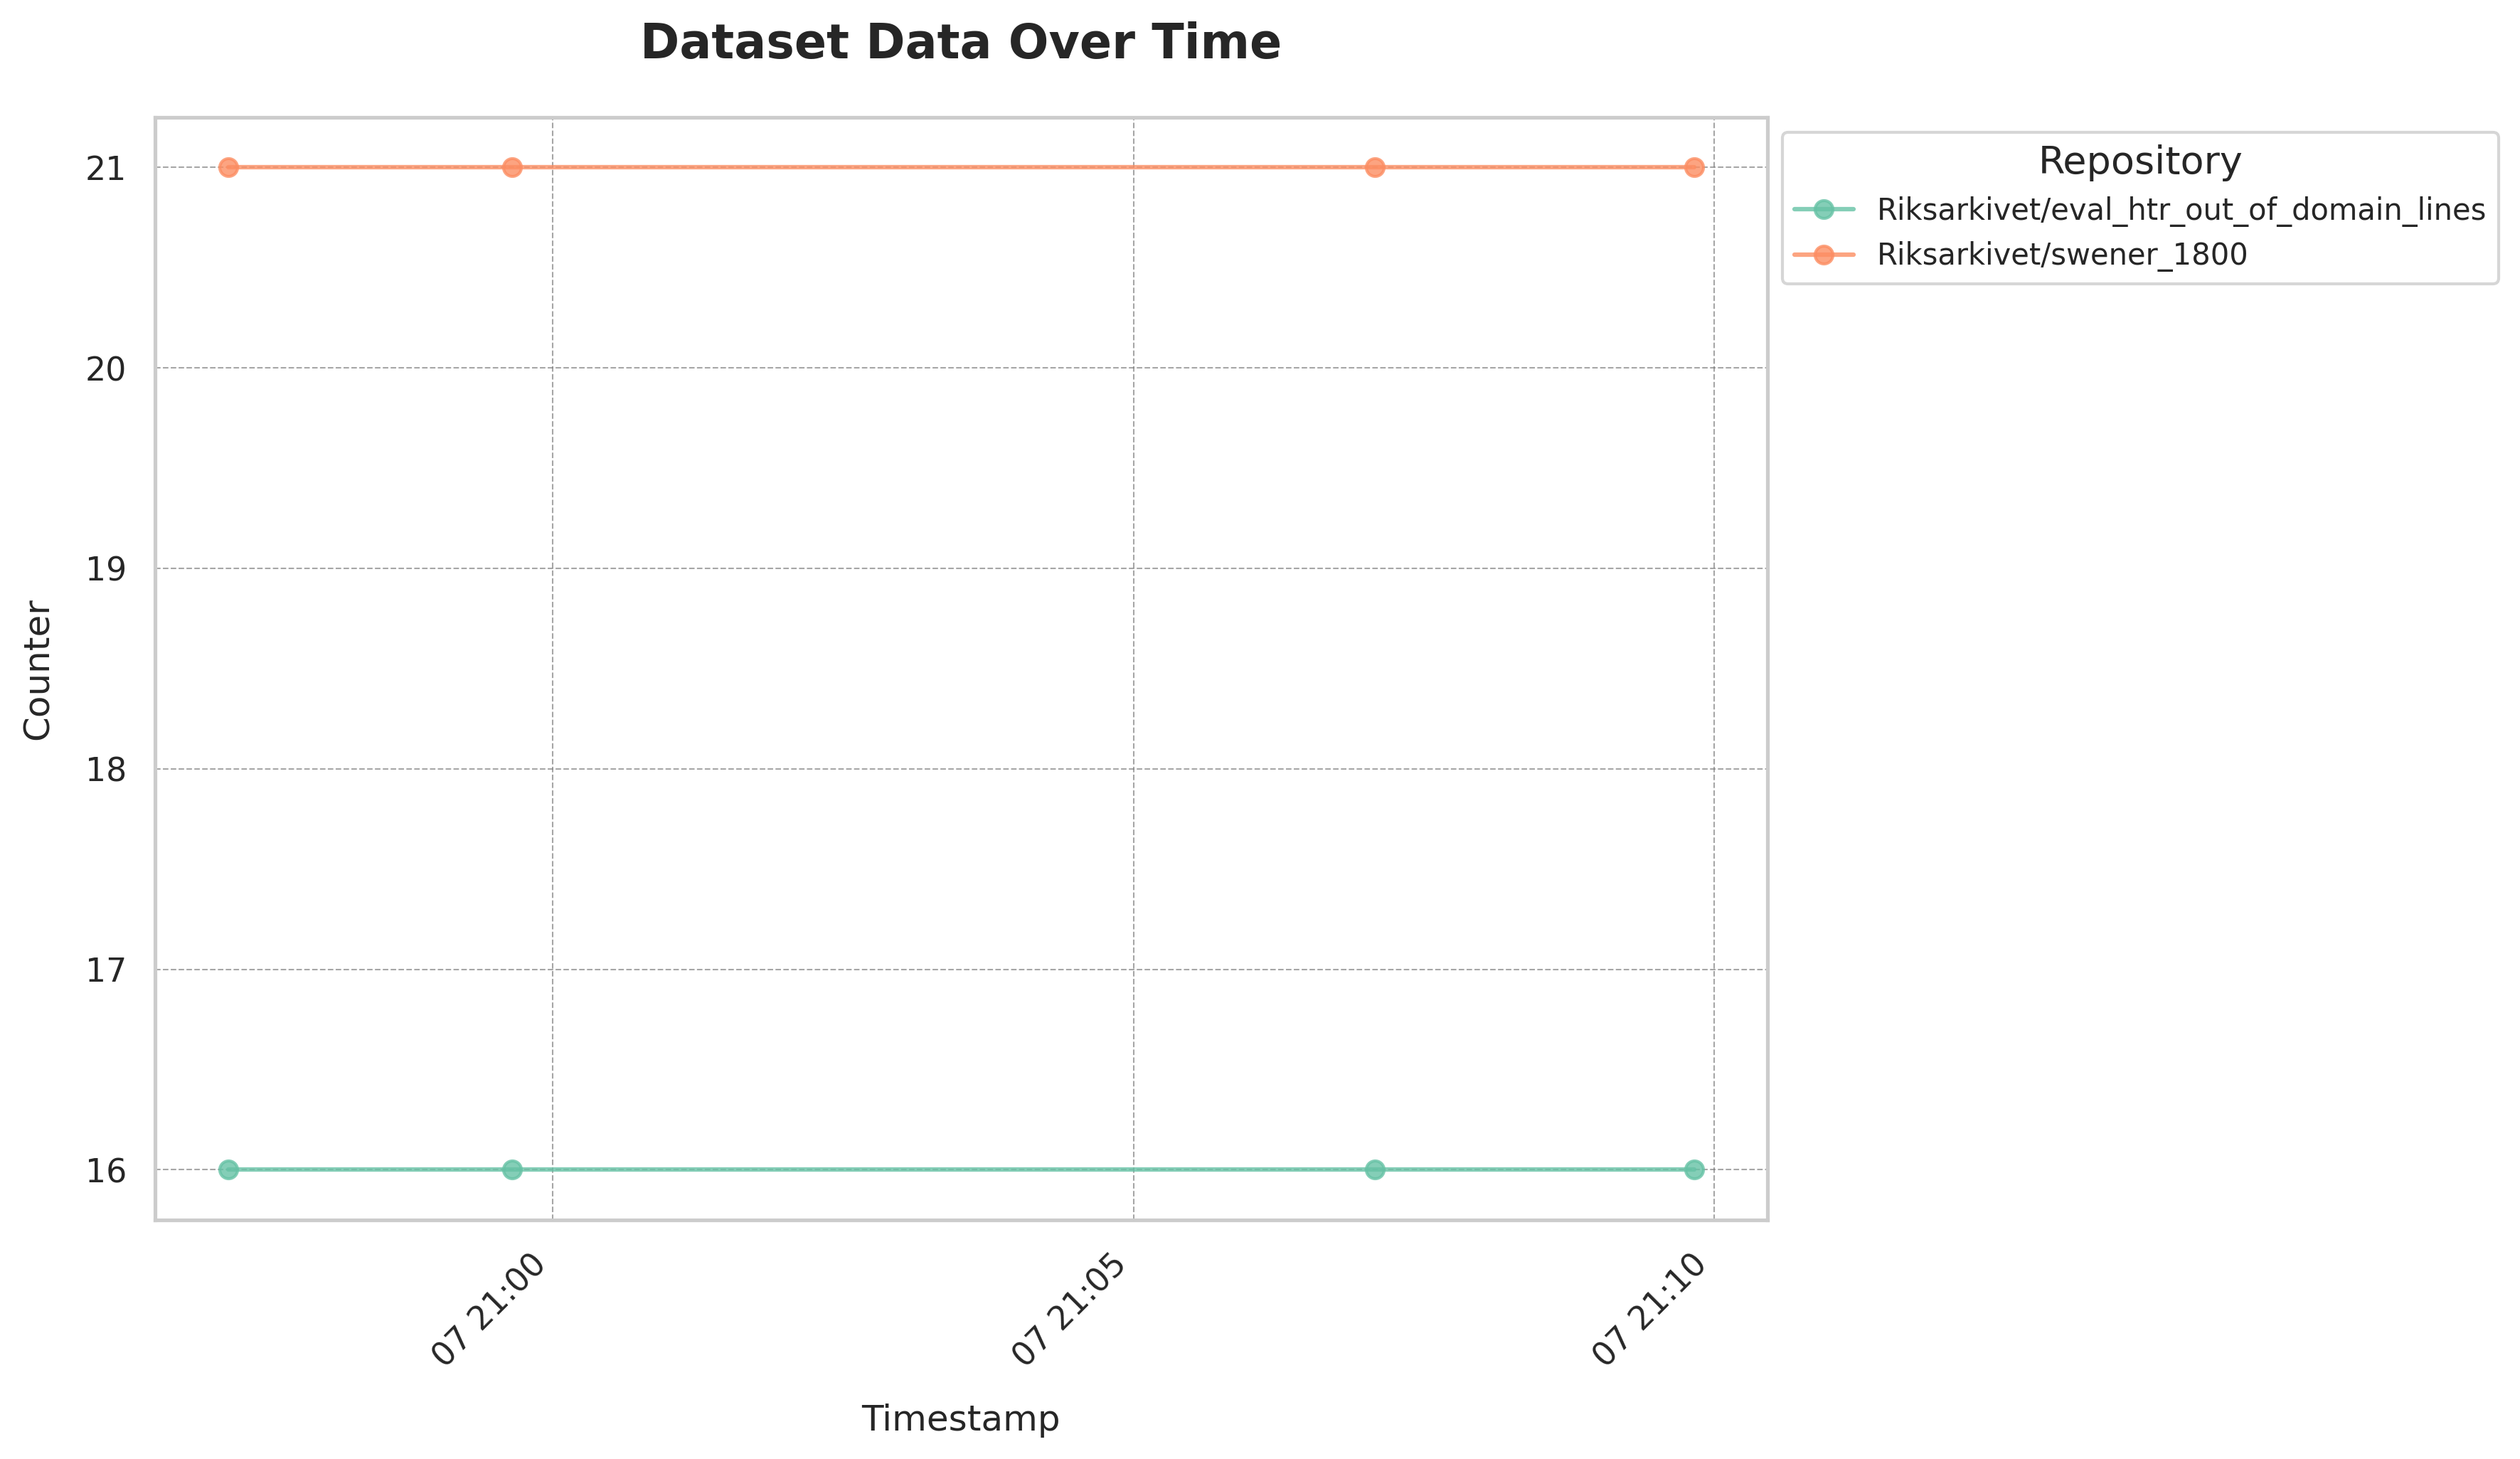 Dataset Data Over Time
Repository
Riksarkivet/eval_htr_out_of_domain_lines
Riksarkivet/swener_1800
Counter
21
20
19
18
17
16
07 21:00
07 21:05
07 21:10
Timestamp